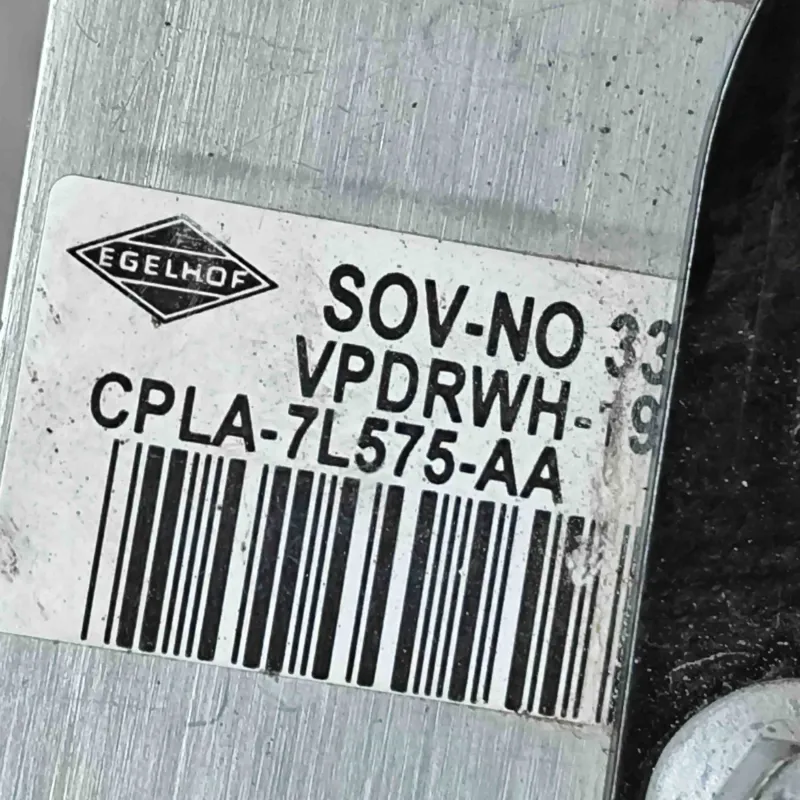 EGELHOF
SOV-NO 33
VPDRWH-19
CPLA-7L575-AA